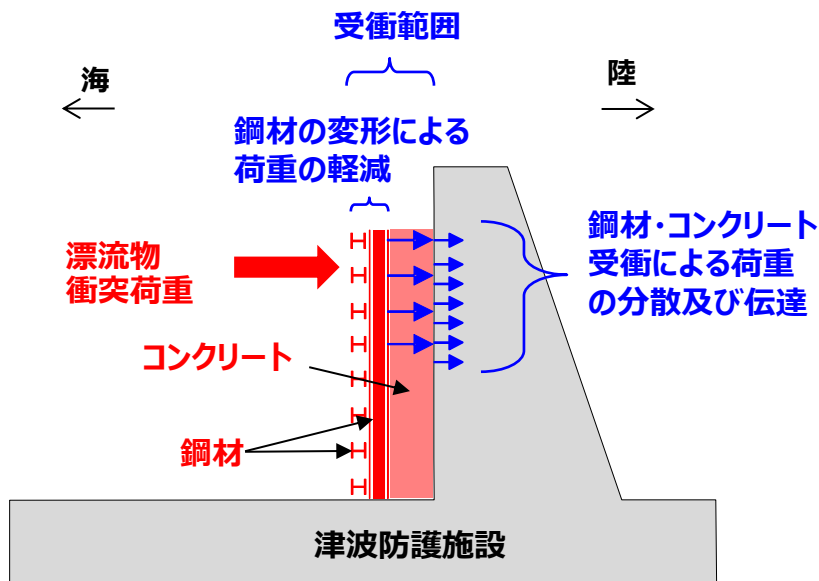 受衝範囲
海
陸
鋼材の変形による
荷重の軽減
漂流物
衝突荷重
鋼材・コンクリート
受衝による荷重
の分散及び伝達
コンクリート
鋼材
津波防護施設